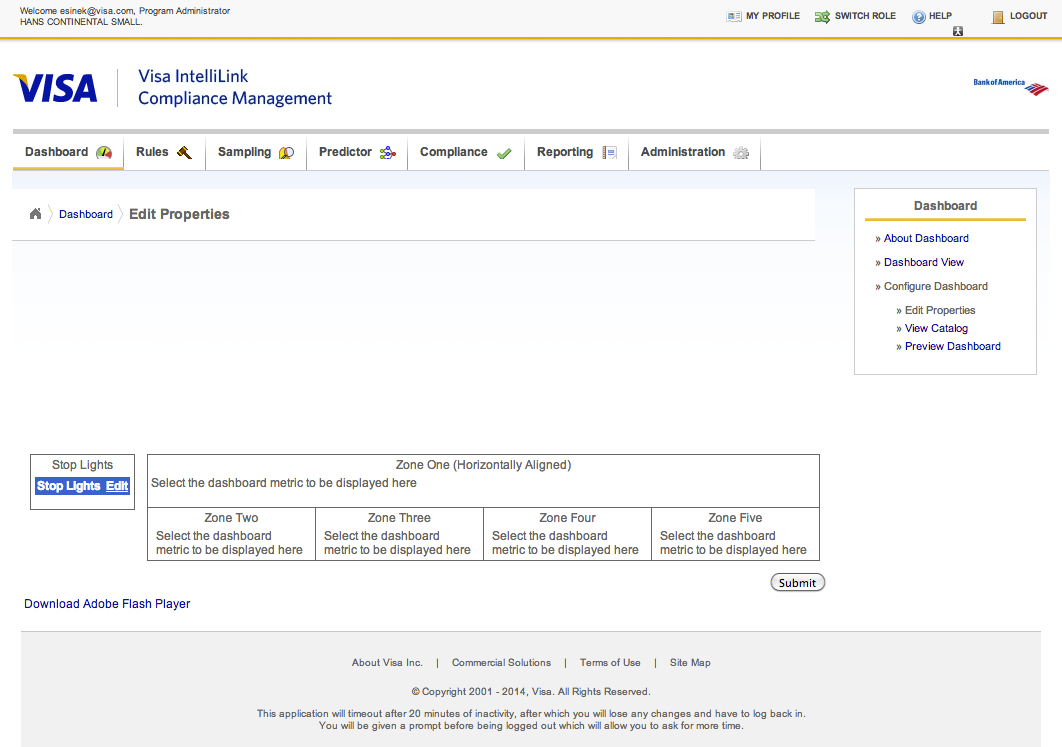 Welcome esinek@visa.com, Program Administrator
HANS CONTINENTAL SMALL.
MY PROFILE
SWITCH ROLE
HELP
LOGOUT
VISA
Visa IntelliLink
Compliance Management
Bank of America
Dashboard
Rules
Sampling
Predictor
Compliance
Reporting
Administration
Dashboard
Edit Properties
Dashboard
» About Dashboard
» Dashboard View
» Configure Dashboard
» Edit Properties
» View Catalog
» Preview Dashboard
Stop Lights
Stop Lights Edit
Zone One (Horizontally Aligned)
Select the dashboard metric to be displayed here
Zone Two
Select the dashboard
metric to be displayed here
Zone Three
Select the dashboard
metric to be displayed here
Zone Four
Select the dashboard
metric to be displayed here
Zone Five
Select the dashboard
metric to be displayed here
Submit
Download Adobe Flash Player
About Visa Inc. | Commercial Solutions | Terms of Use | Site Map
© Copyright 2001 - 2014, Visa. All Rights Reserved.
This application will timeout after 20 minutes of inactivity, after which you will lose any changes and have to log back in.
You will be given a prompt before being logged out which will allow you to ask for more time.